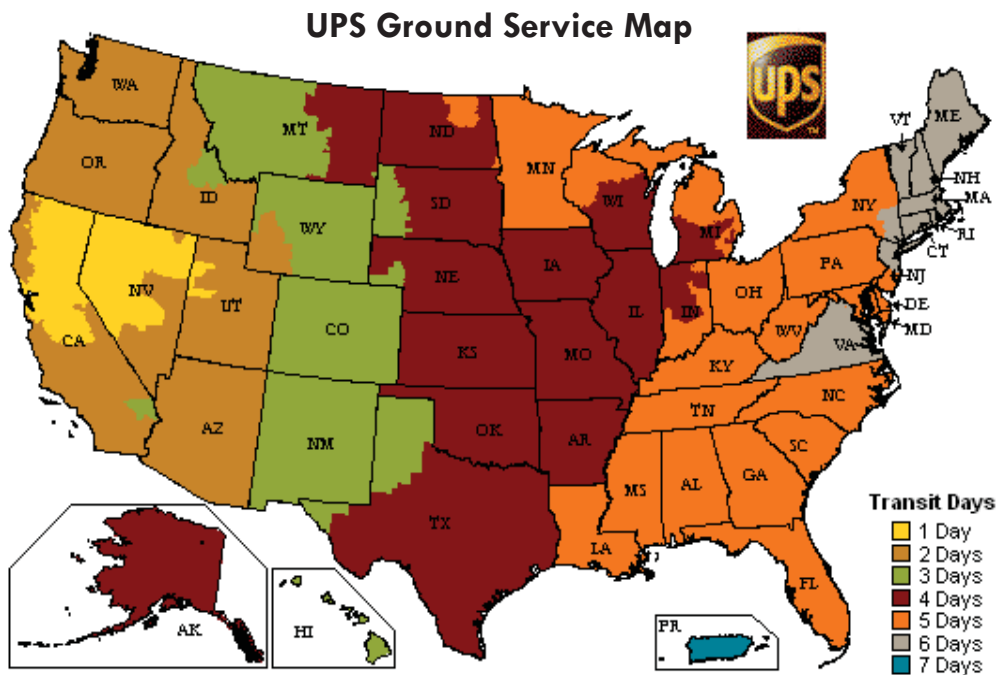 UPS Ground Service Map
ups
TM
WA
MT
ND
MN
VT
ME
OR
ID
WY
SD
WI
MI
NY
NH
MA
RI
CT
NV
UT
CO
NE
IA
IL
IN
OH
PA
NJ
DE
MD
CA
KS
MO
KY
WV
VA
AZ
NM
OK
AR
TN
NC
SC
TX
LA
MS
AL
GA
FL
AK
HI
PR
Transit Days
1 Day
2 Days
3 Days
4 Days
5 Days
6 Days
7 Days